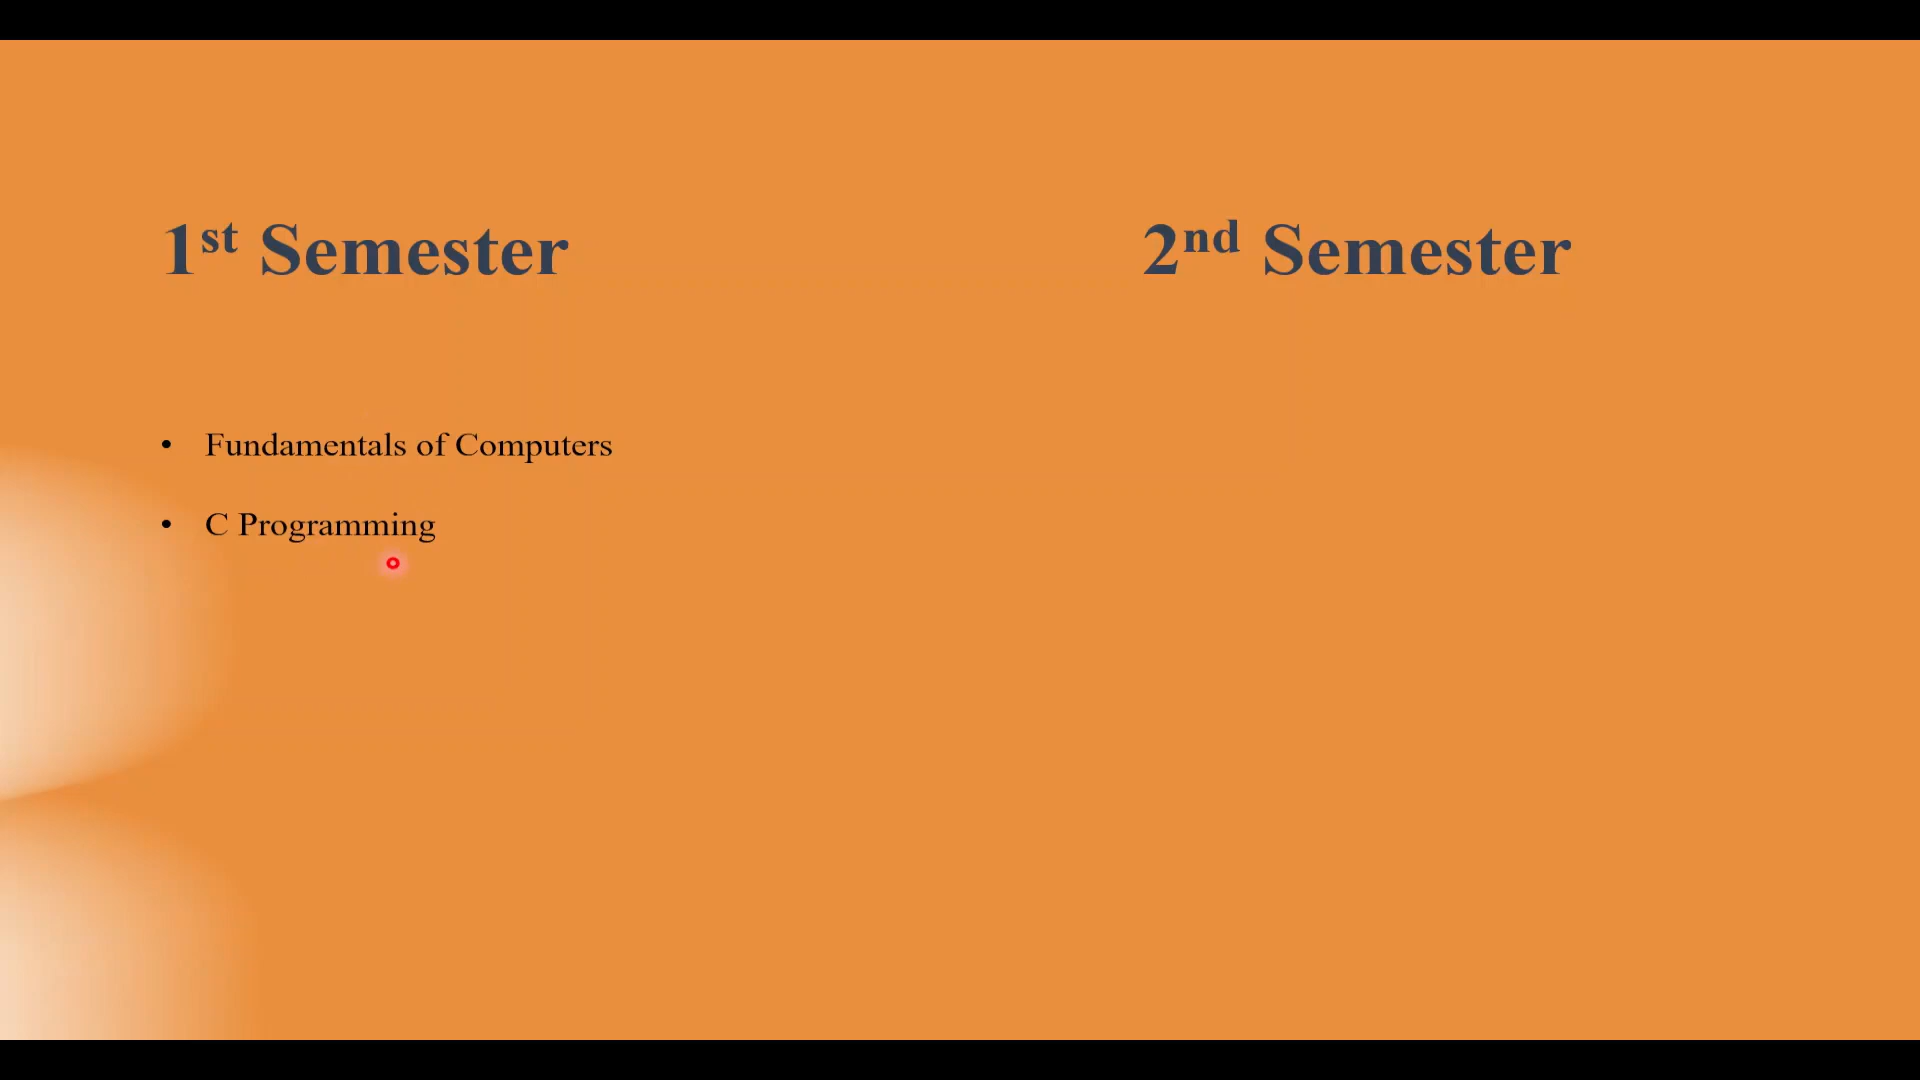 1st Semester
2nd Semester
• Fundamentals of Computers
• C Programming